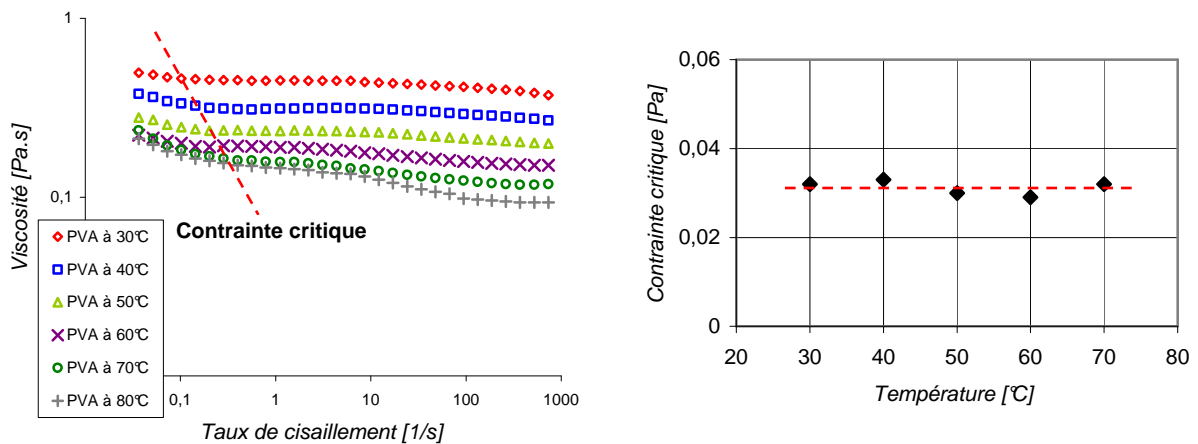 1
0,1
Viscosité [Pa.s]
Contrainte critique
PVA à 30°C
PVA à 40°C
PVA à 50°C
PVA à 60°C
PVA à 70°C
PVA à 80°C
0,1
1
10
100
1000
Taux de cisaillement [1/s]
0,06
0,04
0,02
0
Contrainte critique [Pa]
20
30
40
50
60
70
80
Température [°C]